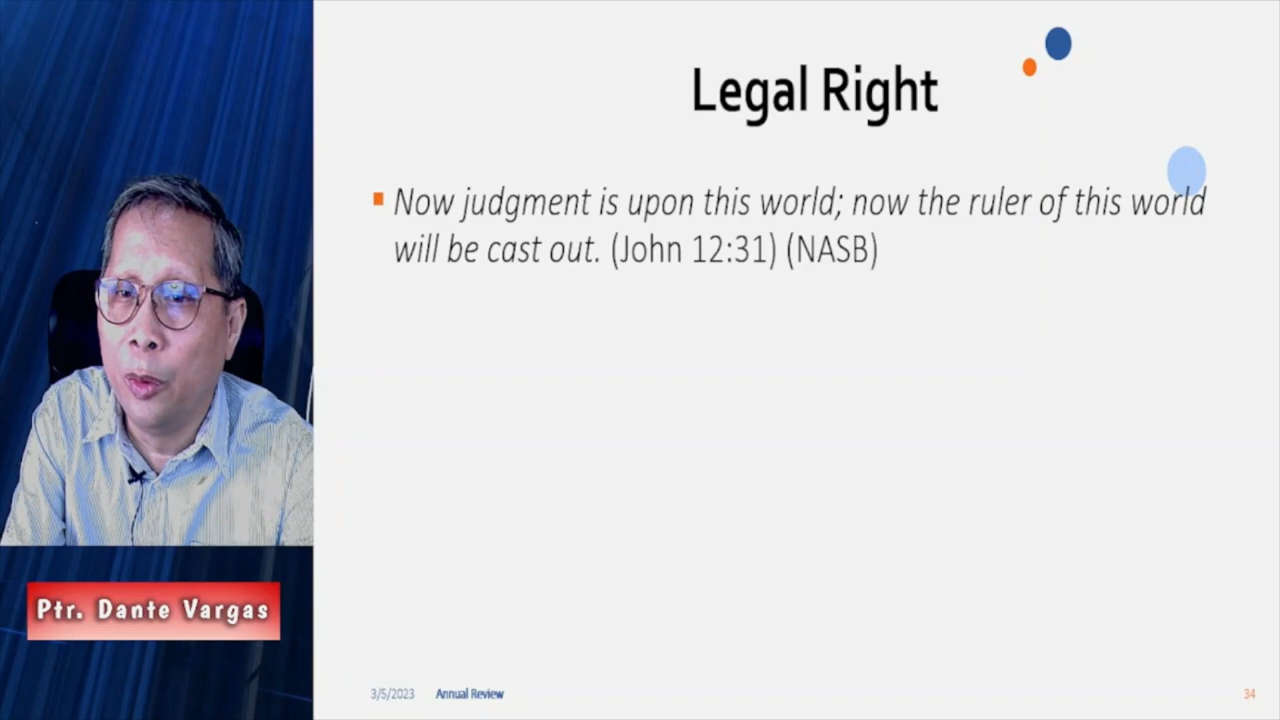 Legal Right
Now judgment is upon this world; now the ruler of this world
will be cast out. (John 12:31) (NASB)
Ptr. Dante Vargas
3/5/2023 Annual Review 34